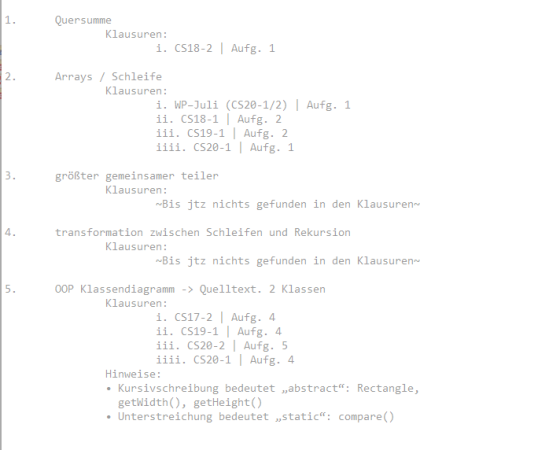 1. Quersumme
Klausuren:
i. CS18-2 | Aufg. 1
2. Arrays / Schleife
Klausuren:
i. WP-Juli (CS20-1/2) | Aufg. 1
ii. CS18-1 | Aufg. 2
iii. CS19-1 | Aufg. 2
iiii. CS20-1 | Aufg. 1
3. größter gemeinsamer teiler
Klausuren:
~Bis jtz nichts gefunden in den Klausuren~
4. transformation zwischen Schleifen und Rekursion
Klausuren:
~Bis jtz nichts gefunden in den Klausuren~
5. OOP Klassendiagramm -> Quelltext. 2 Klassen
Klausuren:
i. CS17-2 | Aufg. 4
ii. CS19-1 | Aufg. 4
iii. CS20-2 | Aufg. 5
iiii. CS20-1 | Aufg. 4
Hinweise:
• Kursivschreibung bedeutet „abstract“: Rectangle,
getWidth(), getHeight()
• Unterstreichung bedeutet „static“: compare()